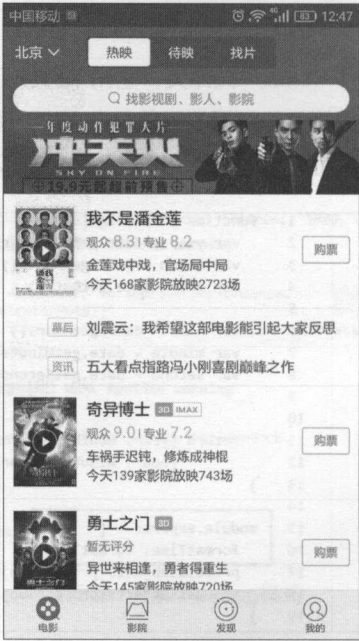 中国移动 4G 83 12:47
北京 热映 待映 找片
找影视剧、影人、影院
年度动作犯罪大片
冲天火
SKY ON FIRE
19.9元起超前预售
我不是潘金莲
观众 8.3 | 专业 8.2
金莲戏中戏，官场局中局
今天168家影院放映2723场
购票
幕后 刘震云：我希望这部电影能引起大家反思
资讯 五大看点指路冯小刚喜剧巅峰之作
奇异博士 3D IMAX
观众 9.0 | 专业 7.2
车祸手迟钝，修炼成神棍
今天139家影院放映743场
购票
勇士之门 3D
暂无评分
异世来相逢，勇者得重生
今天145家影院放映720场
购票
电影 影院 发现 我的